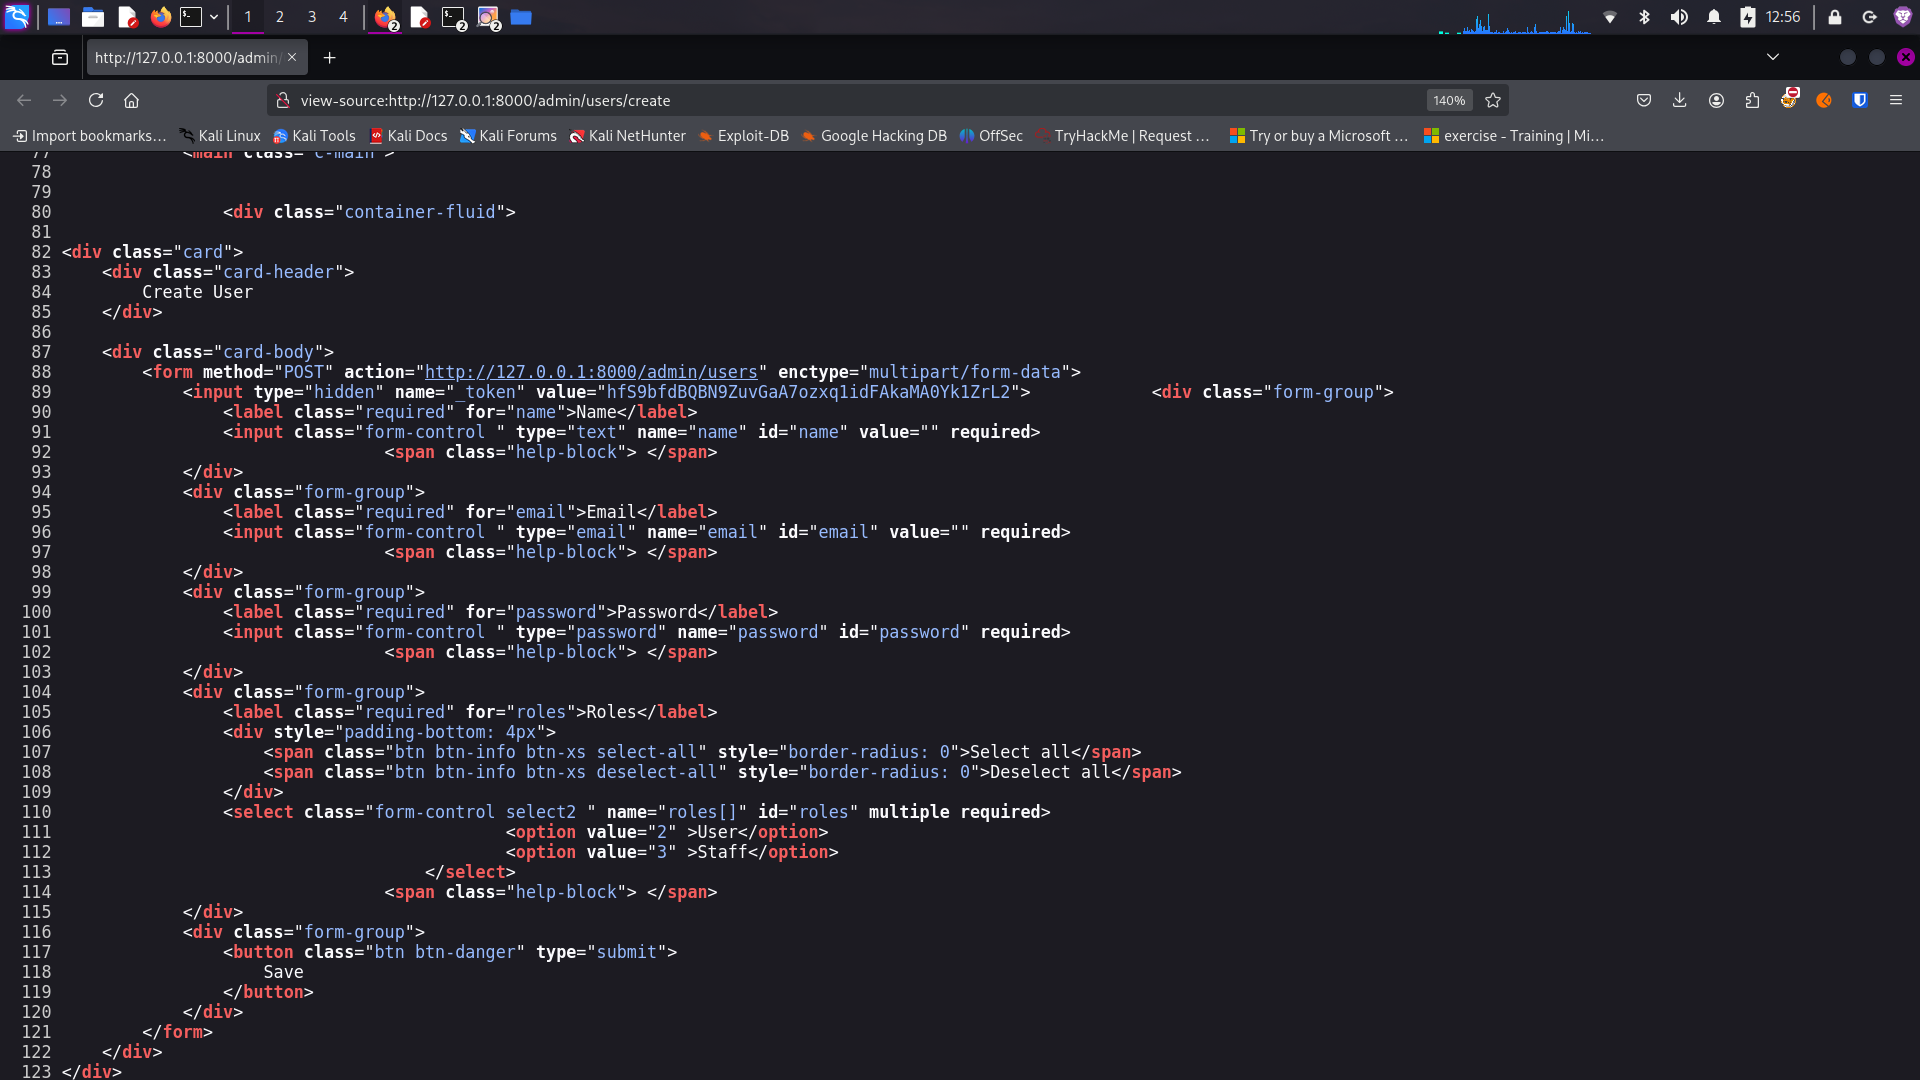 1 2 3 4 2 2 2 12:56
http://127.0.0.1:8000/admin/
view-source:http://127.0.0.1:8000/admin/users/create 140%
Import bookmarks... Kali Linux Kali Tools Kali Docs Kali Forums Kali NetHunter Exploit-DB Google Hacking DB OffSec TryHackMe | Request ... Try or buy a Microsoft ... exercise - Training | Mi...
77 <main class="c-main">
78
79
80 <div class="container-fluid">
81
82 <div class="card">
83 <div class="card-header">
84 Create User
85 </div>
86
87 <div class="card-body">
88 <form method="POST" action="http://127.0.0.1:8000/admin/users" enctype="multipart/form-data">
89 <input type="hidden" name="_token" value="hfS9bfdBQBN9ZuvGaA7ozxq1idFAkaMA0Yk1ZrL2"> <div class="form-group">
90 <label class="required" for="name">Name</label>
91 <input class="form-control " type="text" name="name" id="name" value="" required>
92 <span class="help-block"> </span>
93 </div>
94 <div class="form-group">
95 <label class="required" for="email">Email</label>
96 <input class="form-control " type="email" name="email" id="email" value="" required>
97 <span class="help-block"> </span>
98 </div>
99 <div class="form-group">
100 <label class="required" for="password">Password</label>
101 <input class="form-control " type="password" name="password" id="password" required>
102 <span class="help-block"> </span>
103 </div>
104 <div class="form-group">
105 <label class="required" for="roles">Roles</label>
106 <div style="padding-bottom: 4px">
107 <span class="btn btn-info btn-xs select-all" style="border-radius: 0">Select all</span>
108 <span class="btn btn-info btn-xs deselect-all" style="border-radius: 0">Deselect all</span>
109 </div>
110 <select class="form-control select2 " name="roles[]" id="roles" multiple required>
111 <option value="2" >User</option>
112 <option value="3" >Staff</option>
113 </select>
114 <span class="help-block"> </span>
115 </div>
116 <div class="form-group">
117 <button class="btn btn-danger" type="submit">
118 Save
119 </button>
120 </div>
121 </form>
122 </div>
123 </div>